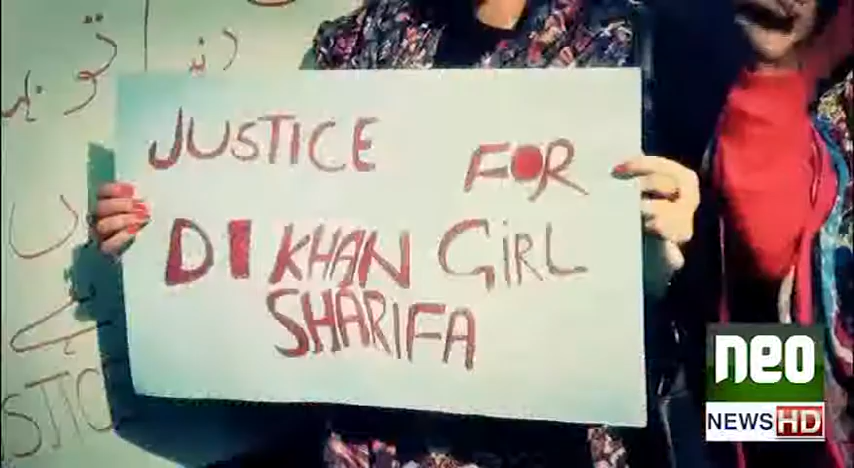 JUSTICE FOR
DI KHAN GIRL
SHARIFA
neo
NEWS HD